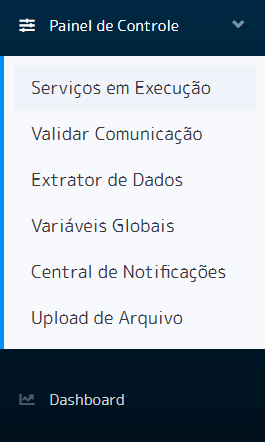 Painel de Controle
Serviços em Execução
Validar Comunicação
Extrator de Dados
Variáveis Globais
Central de Notificações
Upload de Arquivo
Dashboard